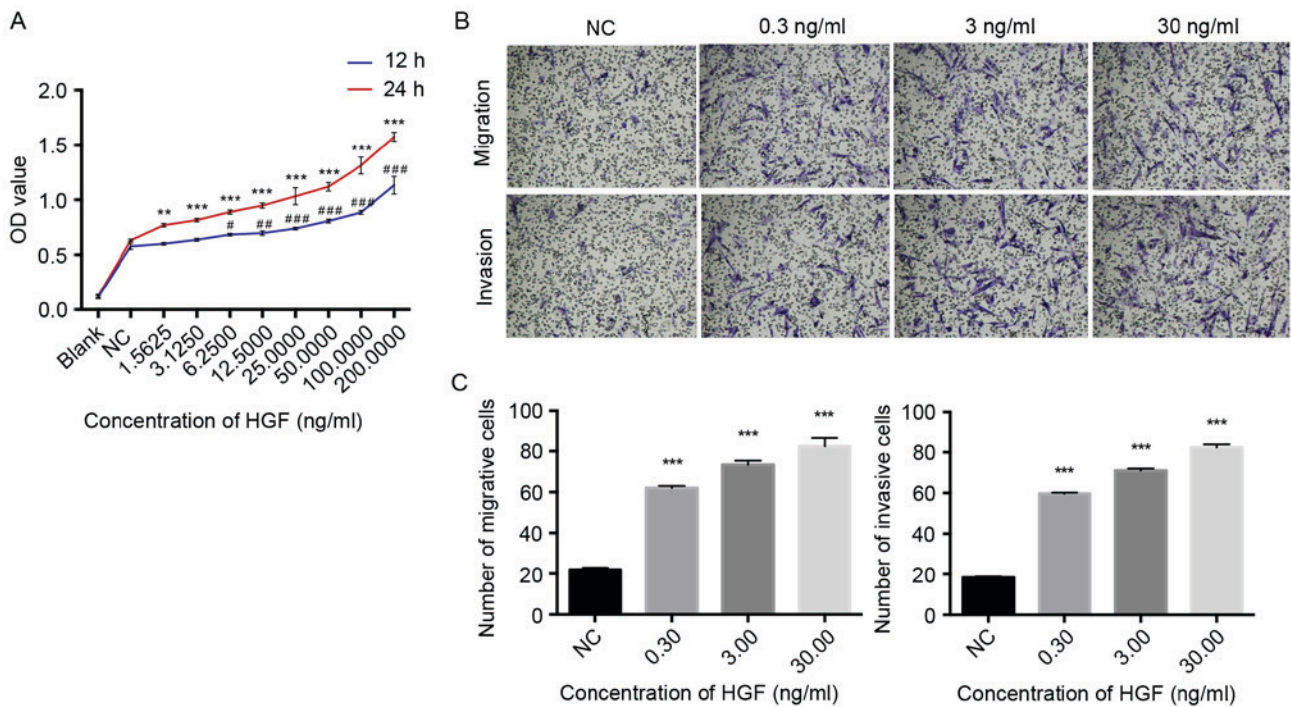 A
12 h
24 h
OD value
2.0
1.5
1.0
0.5
0.0
** *** *** *** *** *** *** ***
# ## ### ### ### ###
Blank NC 1.5625 3.1250 6.2500 12.5000 25.0000 50.0000 100.0000 200.0000
Concentration of HGF (ng/ml)
B
NC 0.3 ng/ml 3 ng/ml 30 ng/ml
Migration
Invasion
C
Number of migrative cells
100
80
60
40
20
0
*** *** ***
NC 0.30 3.00 30.00
Concentration of HGF (ng/ml)
Number of invasive cells
100
80
60
40
20
0
*** *** ***
NC 0.30 3.00 30.00
Concentration of HGF (ng/ml)